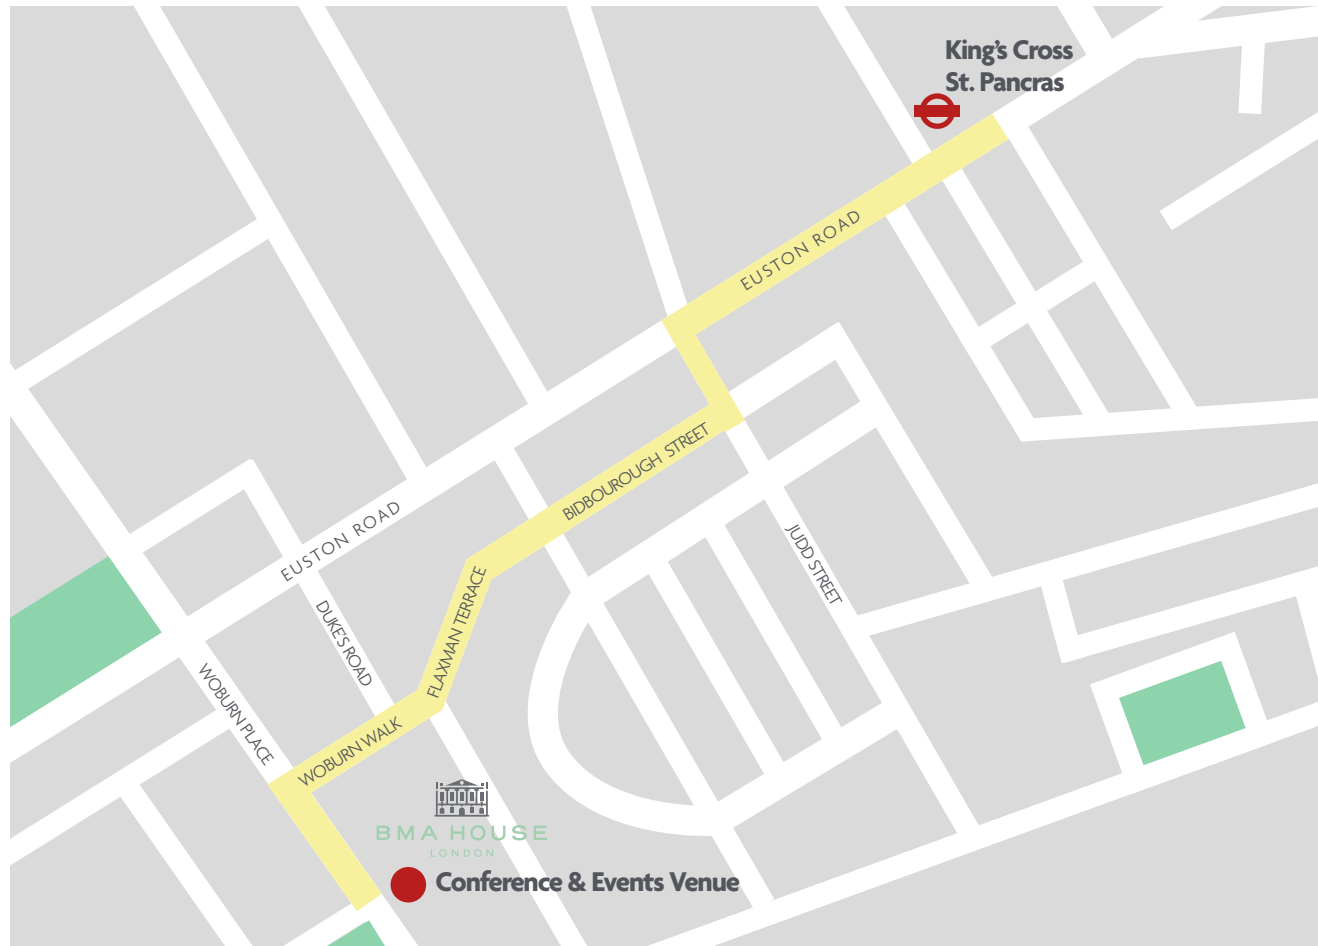 King's Cross
St. Pancras
EUSTON ROAD
BIDBOUROUGH STREET
EUSTON ROAD
JUDD STREET
FLAXMAN TERRACE
DUKE'S ROAD
WOBURN PLACE
WOBURN WALK
BMA HOUSE
LONDON
Conference & Events Venue